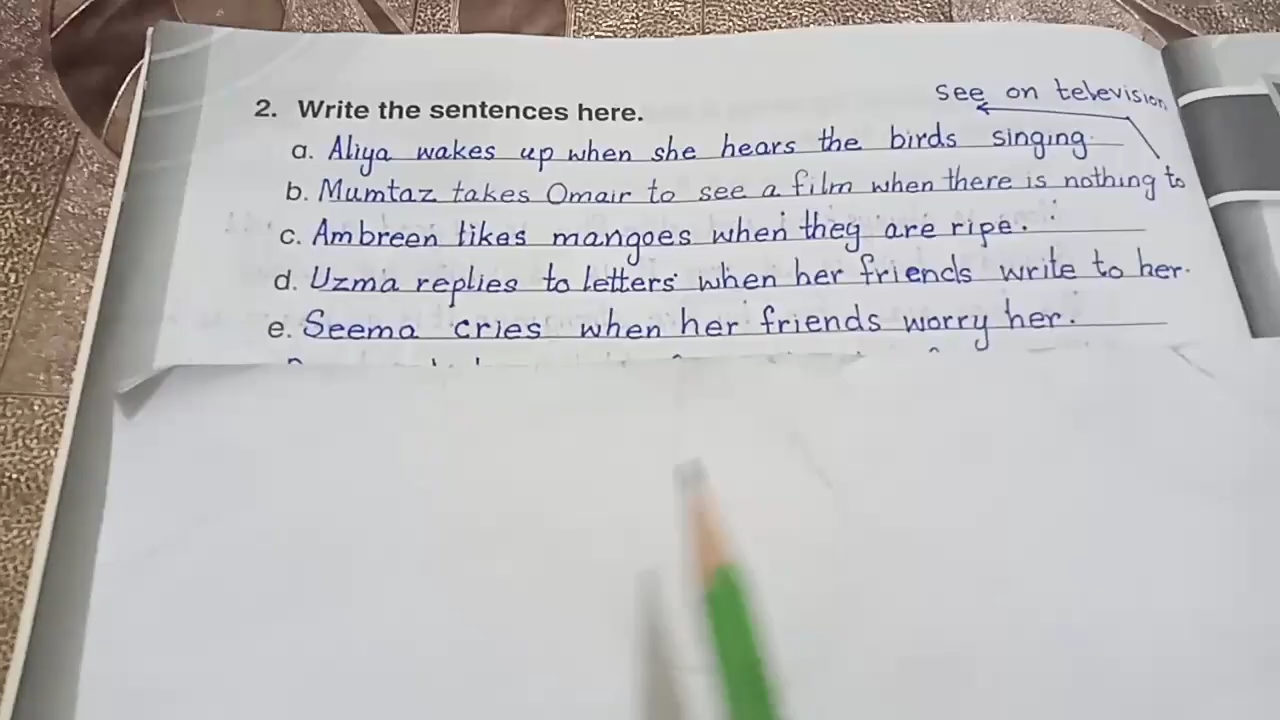 see on television
2. Write the sentences here.
a. Aliya wakes up when she hears the birds singing.
b. Mumtaz takes Omair to see a film when there is nothing to
c. Ambreen likes mangoes when they are ripe.
d. Uzma replies to letters when her friends write to her.
e. Seema cries when her friends worry her.